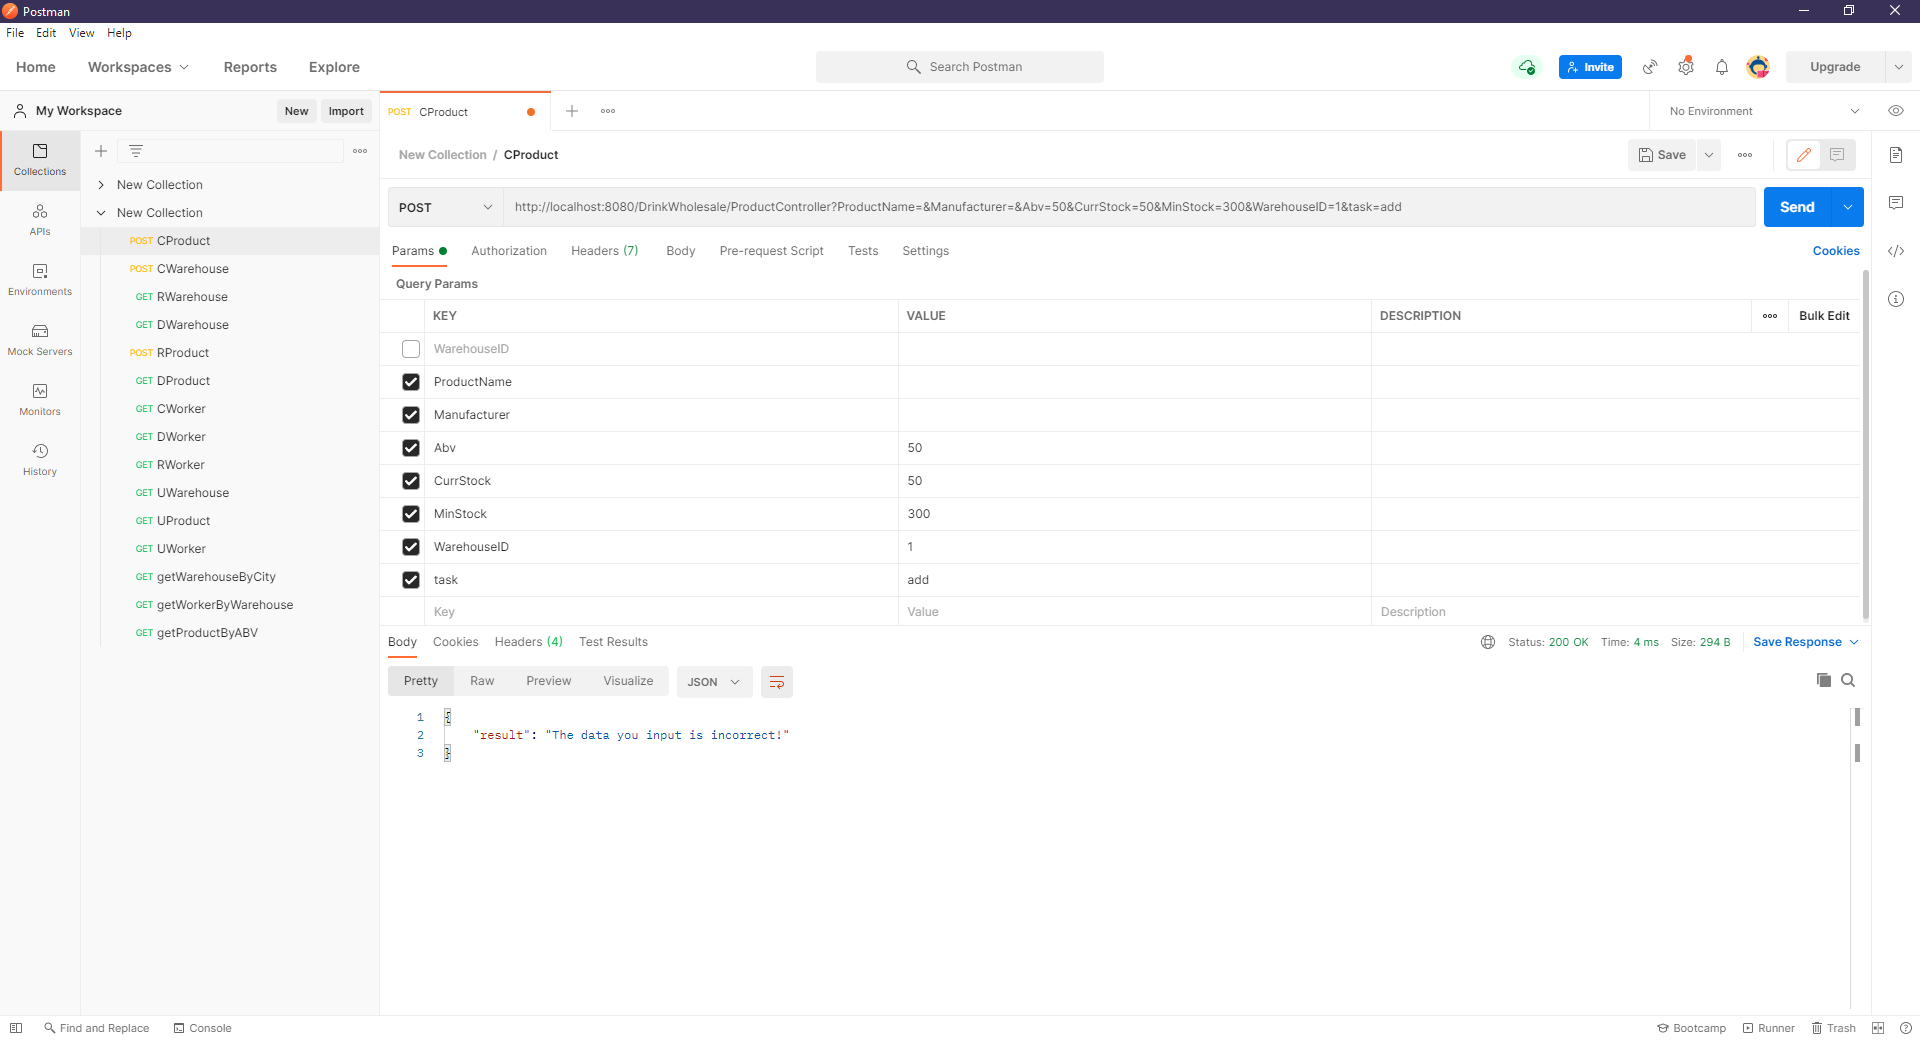 Postman
File Edit View Help
Home Workspaces Reports Explore Search Postman Invite Upgrade
My Workspace New Import POST CProduct No Environment
New Collection / CProduct Save
Collections
New Collection
New Collection
POST CProduct
POST CWarehouse
GET RWarehouse
GET DWarehouse
POST RProduct
GET DProduct
GET CWorker
GET DWorker
GET RWorker
GET UWarehouse
GET UProduct
GET UWorker
GET getWarehouseByCity
GET getWorkerByWarehouse
GET getProductByABV
APIs
Environments
Mock Servers
Monitors
History
POST http://localhost:8080/DrinkWholesale/ProductController?ProductName=&Manufacturer=&Abv=50&CurrStock=50&MinStock=300&WarehouseID=1&task=add Send
Params Authorization Headers (7) Body Pre-request Script Tests Settings Cookies
Query Params
KEY VALUE DESCRIPTION Bulk Edit
WarehouseID
ProductName
Manufacturer
Abv 50
CurrStock 50
MinStock 300
WarehouseID 1
task add
Key Value Description
Body Cookies Headers (4) Test Results Status: 200 OK Time: 4 ms Size: 294 B Save Response
Pretty Raw Preview Visualize JSON
1 {
2 "result": "The data you input is incorrect!"
3 }
Find and Replace Console Bootcamp Runner Trash